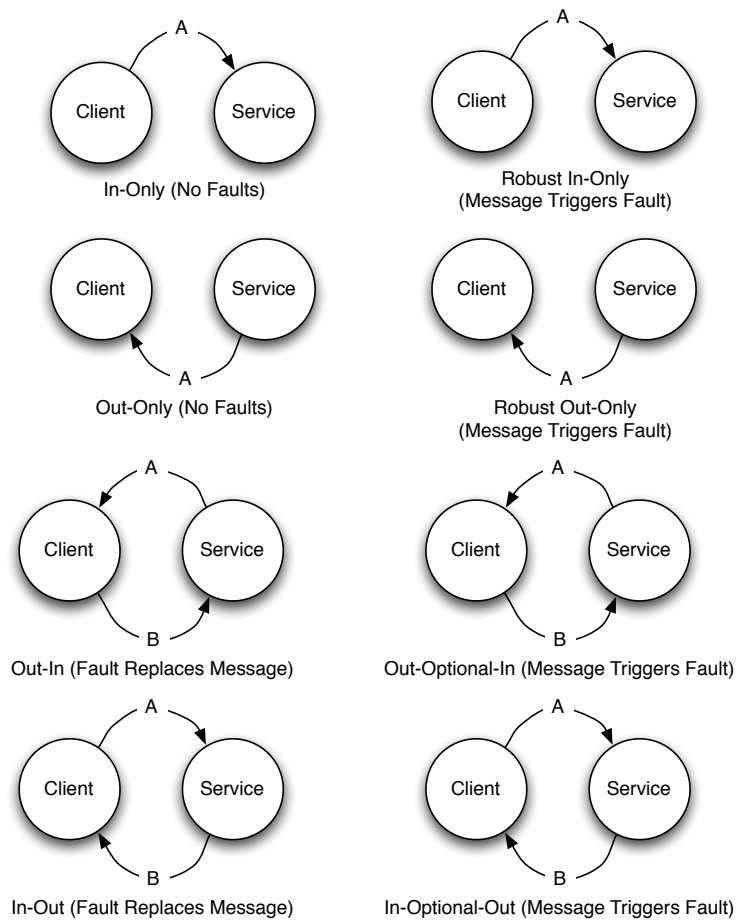 A
Client
Service
In-Only (No Faults)
A
Client
Service
Robust In-Only
(Message Triggers Fault)
Client
Service
A
Out-Only (No Faults)
Client
Service
A
Robust Out-Only
(Message Triggers Fault)
A
Client
Service
B
Out-In (Fault Replaces Message)
A
Client
Service
B
Out-Optional-In (Message Triggers Fault)
A
Client
Service
B
In-Out (Fault Replaces Message)
A
Client
Service
B
In-Optional-Out (Message Triggers Fault)